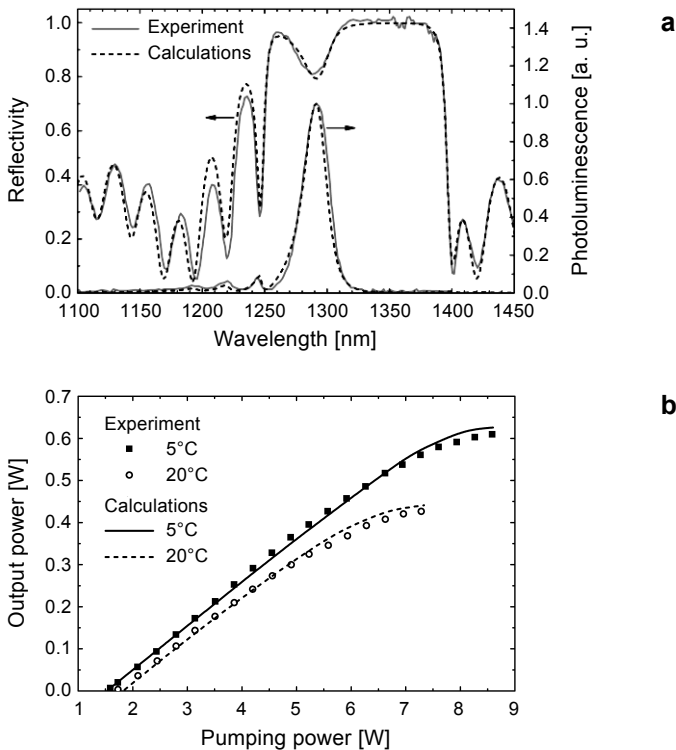 a
1.0
0.8
0.6
0.4
0.2
0.0
Reflectivity
Experiment
Calculations
1.4
1.2
1.0
0.8
0.6
0.4
0.2
0.0
Photoluminescence [a. u.]
1100 1150 1200 1250 1300 1350 1400 1450
Wavelength [nm]
b
0.7
0.6
0.5
0.4
0.3
0.2
0.1
0.0
Output power [W]
Experiment
5°C
20°C
Calculations
5°C
20°C
1 2 3 4 5 6 7 8 9
Pumping power [W]